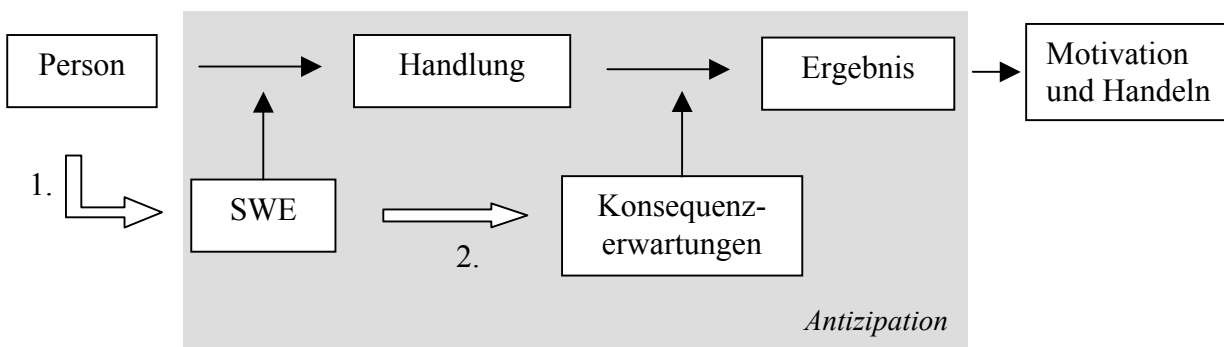 Person
Handlung
Ergebnis
Motivation
und Handeln
1.
SWE
2.
Konsequenz-
erwartungen
Antizipation